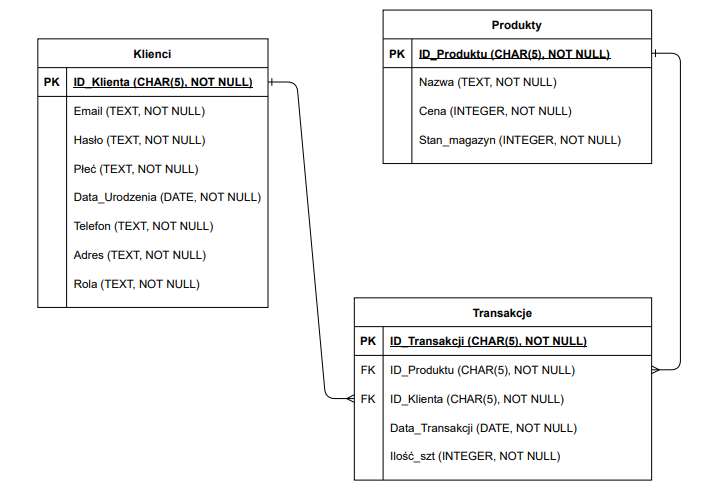 Klienci
PK ID_Klienta (CHAR(5), NOT NULL)
Email (TEXT, NOT NULL)
Hasło (TEXT, NOT NULL)
Płeć (TEXT, NOT NULL)
Data_Urodzenia (DATE, NOT NULL)
Telefon (TEXT, NOT NULL)
Adres (TEXT, NOT NULL)
Rola (TEXT, NOT NULL)
Produkty
PK ID_Produktu (CHAR(5), NOT NULL)
Nazwa (TEXT, NOT NULL)
Cena (INTEGER, NOT NULL)
Stan_magazyn (INTEGER, NOT NULL)
Transakcje
PK ID_Transakcji (CHAR(5), NOT NULL)
FK ID_Produktu (CHAR(5), NOT NULL)
FK ID_Klienta (CHAR(5), NOT NULL)
Data_Transakcji (DATE, NOT NULL)
Ilość_szt (INTEGER, NOT NULL)